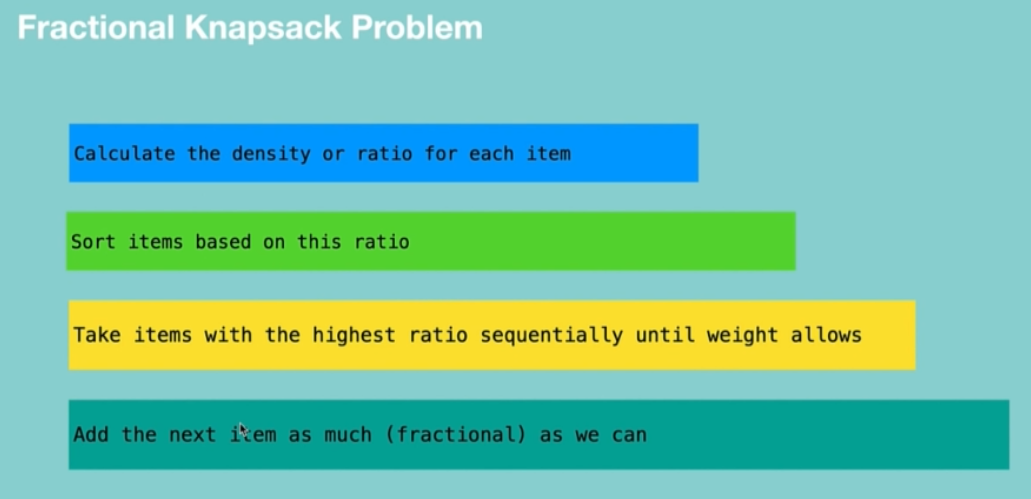 Fractional Knapsack Problem
Calculate the density or ratio for each item
Sort items based on this ratio
Take items with the highest ratio sequentially until weight allows
Add the next item as much (fractional) as we can